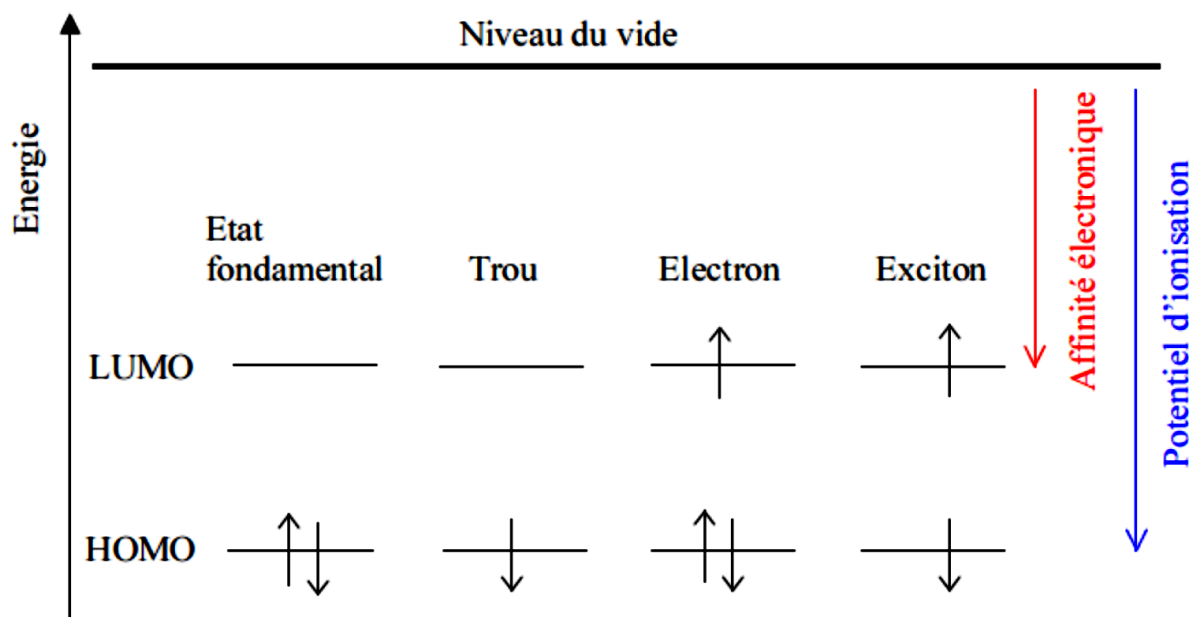 Niveau du vide
Energie
Etat
fondamental
Trou
Electron
Exciton
LUMO
HOMO
Affinité électronique
Potentiel d'ionisation